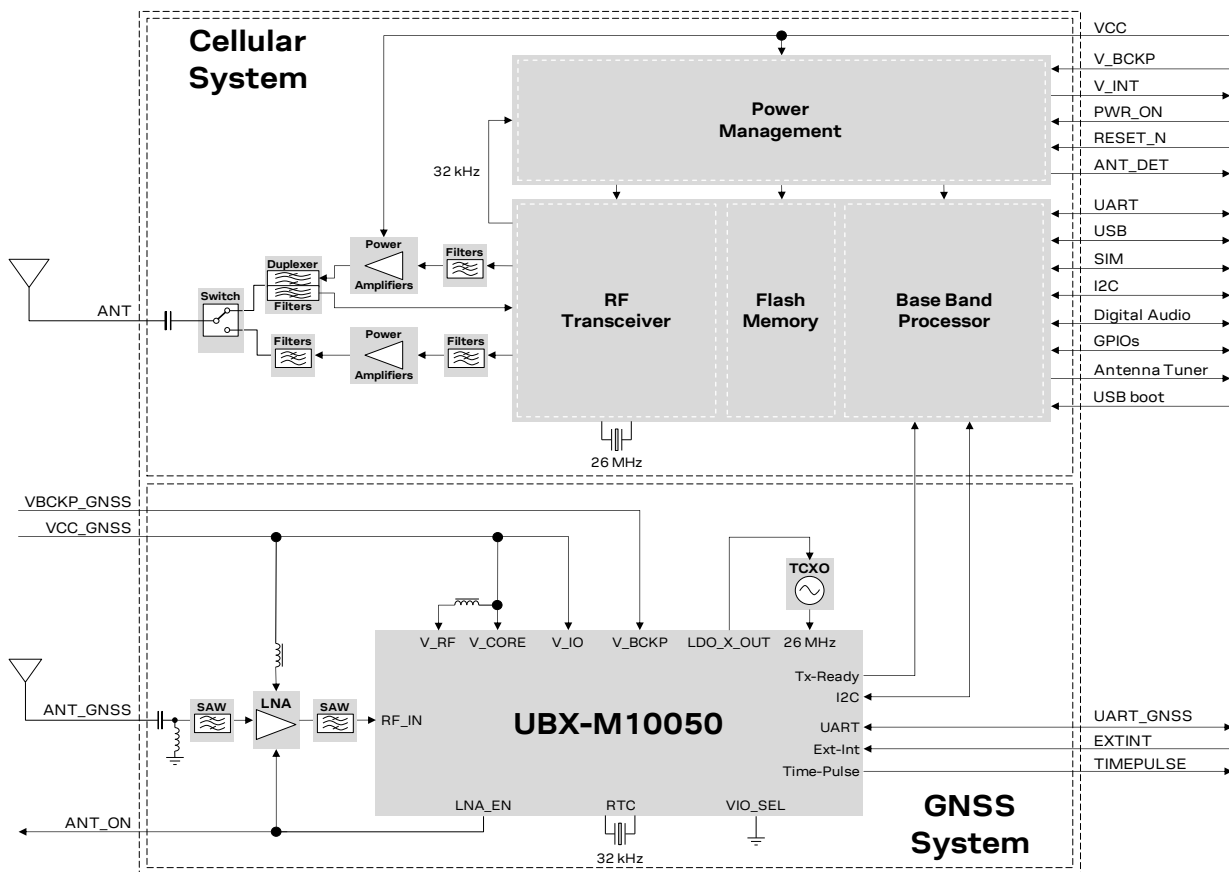 Cellular
System
VCC
V_BCKP
V_INT
PWR_ON
RESET_N
ANT_DET
Power
Management
32 kHz
UART
USB
SIM
I2C
Digital Audio
GPIOs
Antenna Tuner
USB boot
RF
Transceiver
Flash
Memory
Base Band
Processor
Power
Amplifiers
Filters
Duplexer
Filters
Switch
ANT
Filters
Power
Amplifiers
Filters
26 MHz
VBCKP_GNSS
VCC_GNSS
TCXO
V_RF
V_CORE
V_IO
V_BCKP
LDO_X_OUT
26 MHz
Tx-Ready
I2C
UART
Ext-Int
Time-Pulse
ANT_GNSS
SAW
LNA
SAW
RF_IN
UBX-M10050
UART_GNSS
EXTINT
TIMEPULSE
LNA_EN
RTC
VIO_SEL
ANT_ON
32 kHz
GNSS
System